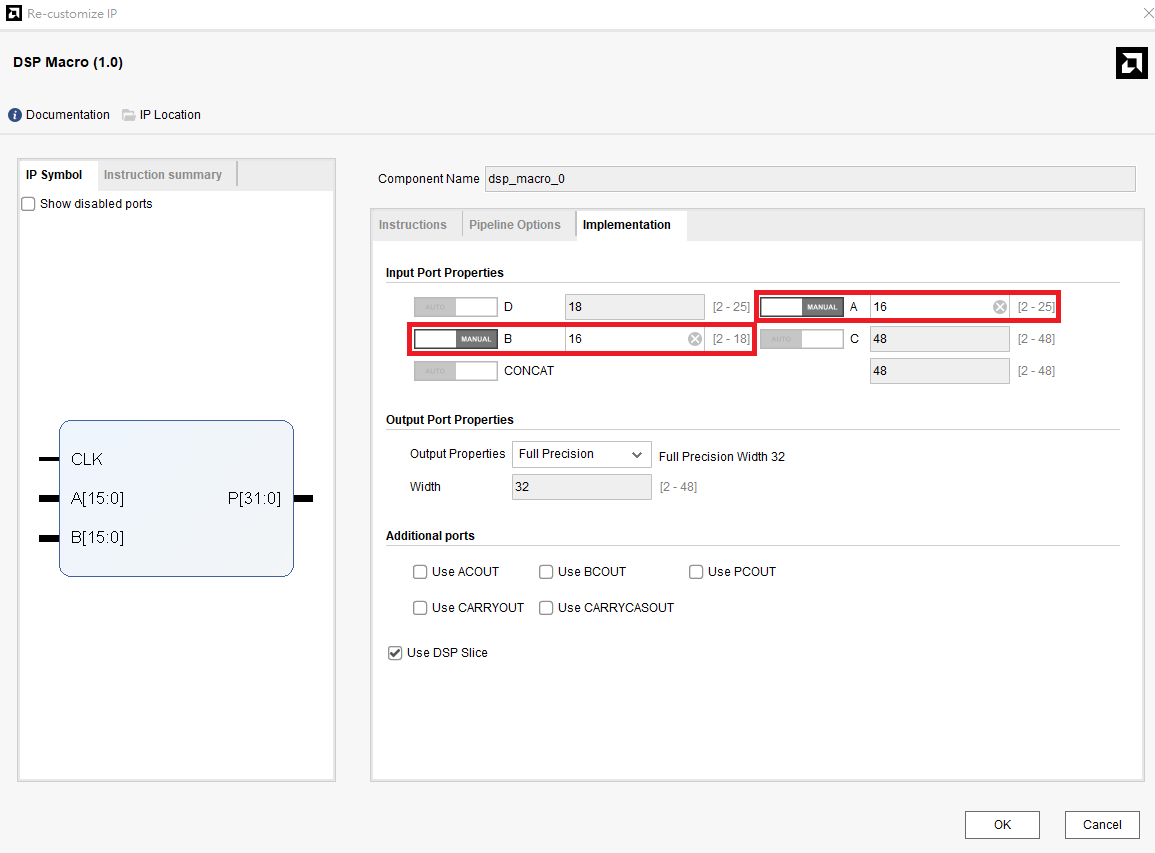 Re-customize IP
DSP Macro (1.0)
Documentation IP Location
IP Symbol Instruction summary
Show disabled ports
CLK
A[15:0] P[31:0]
B[15:0]
Component Name dsp_macro_0
Instructions Pipeline Options Implementation
Input Port Properties
AUTO D 18 [2 - 25] MANUAL A 16 [2 - 25]
MANUAL B 16 [2 - 18] AUTO C 48 [2 - 48]
AUTO CONCAT 48 [2 - 48]
Output Port Properties
Output Properties Full Precision Full Precision Width 32
Width 32 [2 - 48]
Additional ports
Use ACOUT Use BCOUT Use PCOUT
Use CARRYOUT Use CARRYCASOUT
Use DSP Slice
OK Cancel